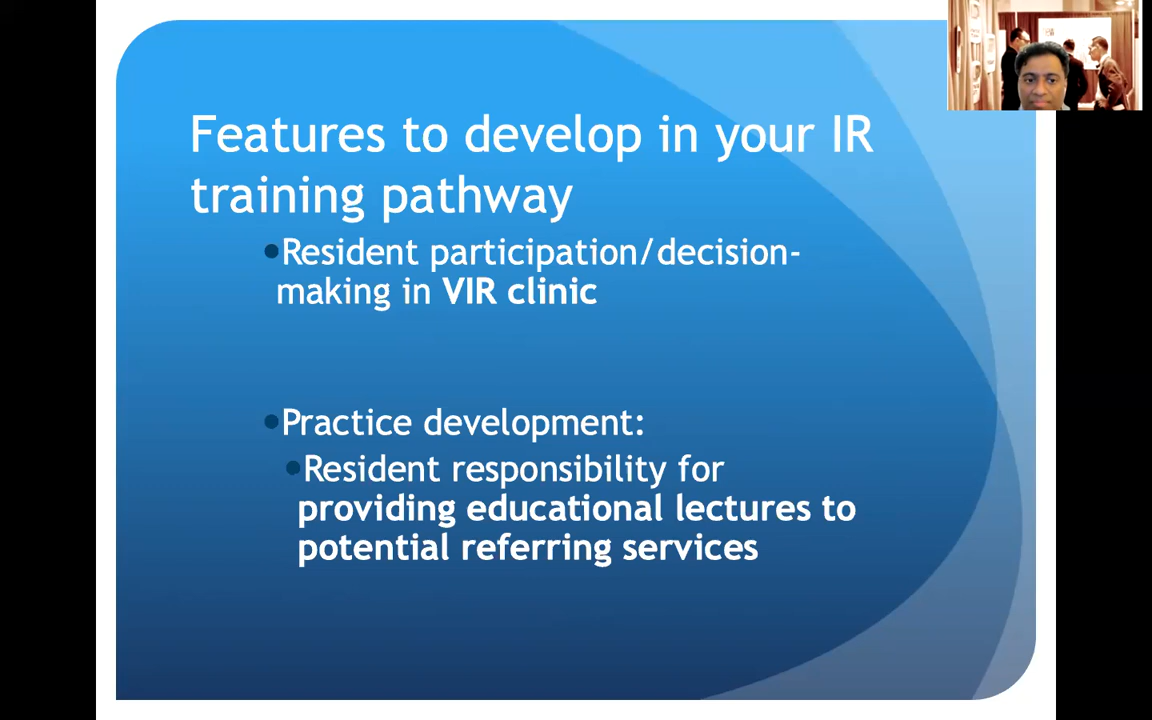 Features to develop in your IR
training pathway
•Resident participation/decision-
making in VIR clinic
•Practice development:
•Resident responsibility for
providing educational lectures to
potential referring services